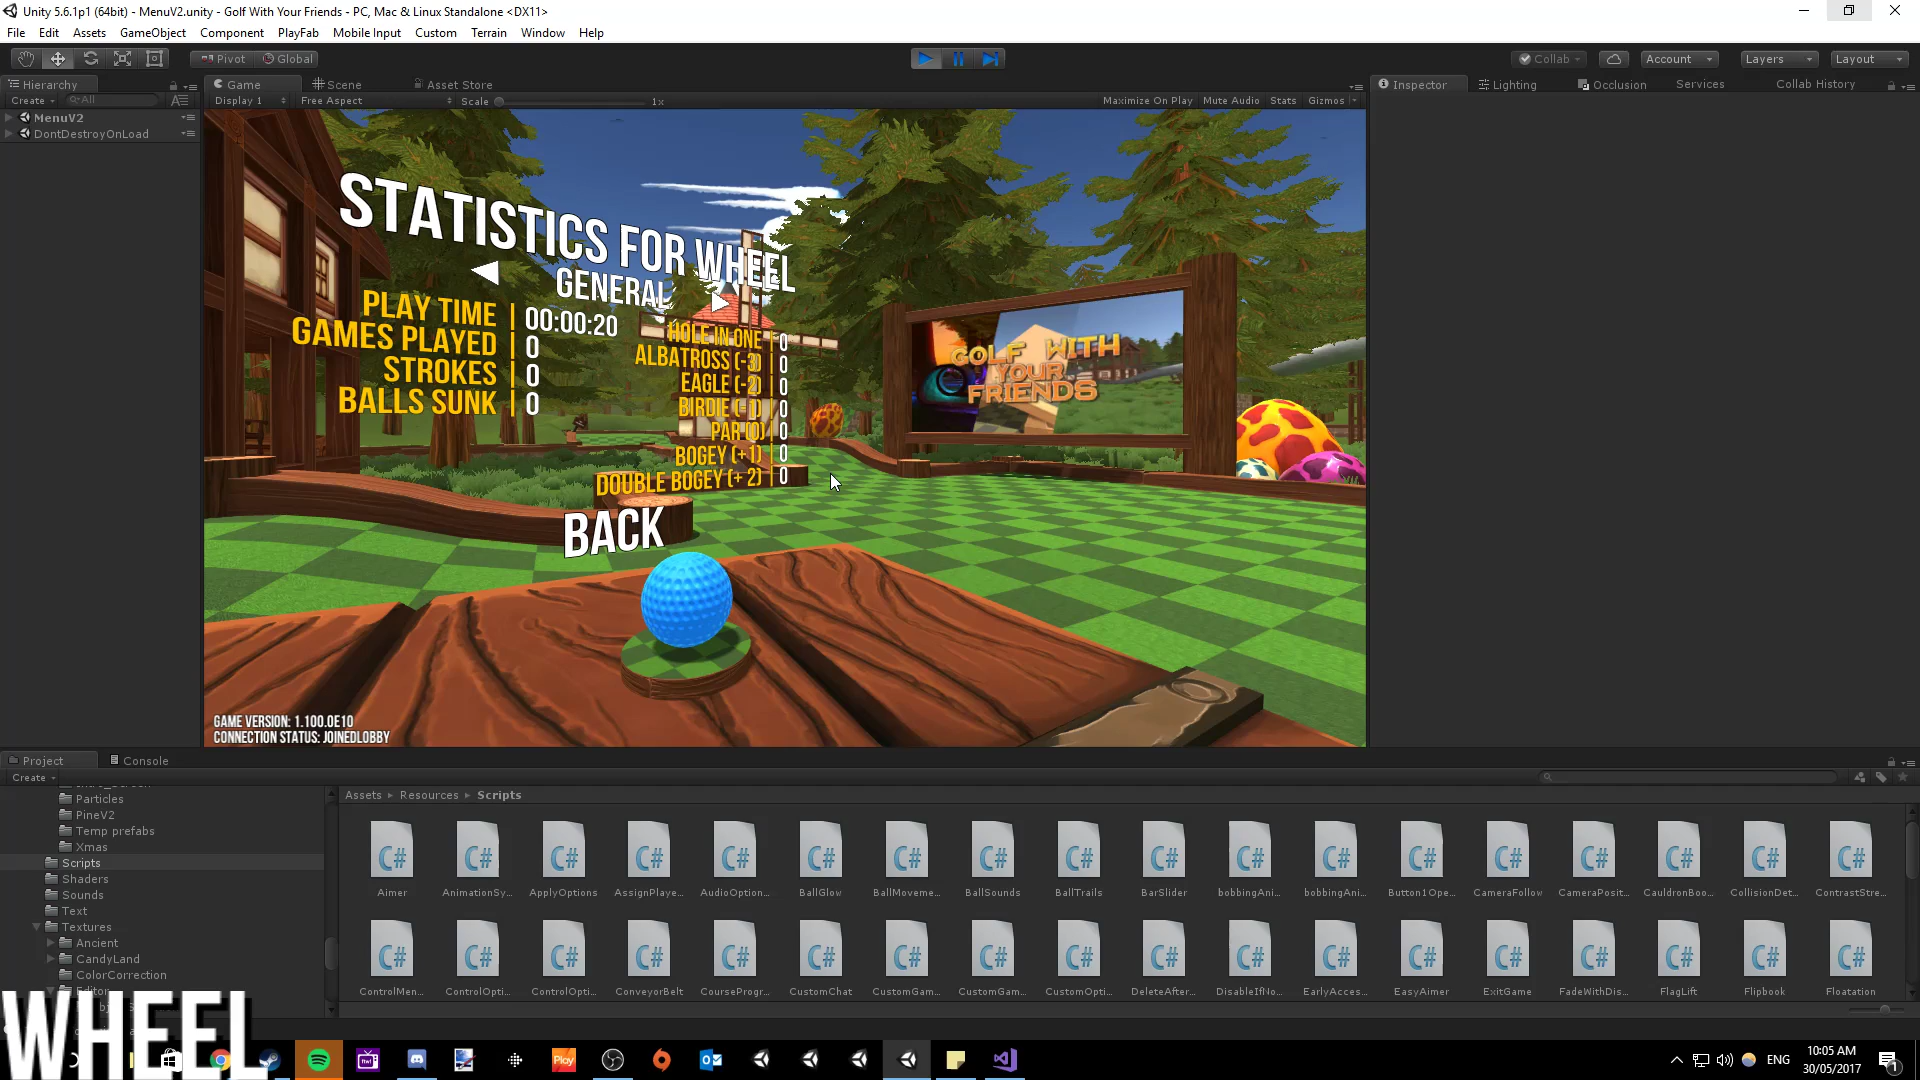 Unity 5.6.1p1 (64bit) - MenuV2.unity - Golf With Your Friends - PC, Mac & Linux Standalone <DX11>
File Edit Assets GameObject Component PlayFab Mobile Input Custom Terrain Window Help
Pivot Global Collab Account Layers Layout
Hierarchy Game Scene Asset Store Inspector Lighting Occlusion Services Collab History
Create All Display 1 Free Aspect Scale 1x Maximize On Play Mute Audio Stats Gizmos
MenuV2
DontDestroyOnLoad
STATISTICS FOR WHEEL
GENERAL
PLAY TIME 00:00:20
GAMES PLAYED 0
STROKES 0
BALLS SUNK 0
HOLE IN ONE 0
ALBATROSS (-3) 0
EAGLE (-2) 0
BIRDIE (-1) 0
PAR (0) 0
BOGEY (+1) 0
DOUBLE BOGEY (+ 2) 0
BACK
GOLF WITH
YOUR
FRIENDS
GAME VERSION: 1.100.0E10
CONNECTION STATUS: JOINEDLOBBY
Project Console
Create
Particles
PineV2
Temp prefabs
Xmas
Scripts
Shaders
Sounds
Text
Textures
Ancient
CandyLand
ColorCorrection
Assets Resources Scripts
Aimer AnimationSy... ApplyOptions AssignPlaye... AudioOption... BallGlow BallMoveme... BallSounds BallTrails BarSlider bobbingAni... bobbingAni... Button1Ope... CameraFollow CameraPosit... CauldronBoo... CollisionDet... ContrastStre...
ControlMen... ControlOpti... ControlOpti... ConveyorBelt CourseProgr... CustomChat CustomGam... CustomGam... CustomOpti... DeleteAfter... DisableIfNo... EarlyAcces... EasyAimer ExitGame FadeWithDis... FlagLift Flipbook Floatation
WHEEL
Play
ENG
10:05 AM
30/05/2017
1